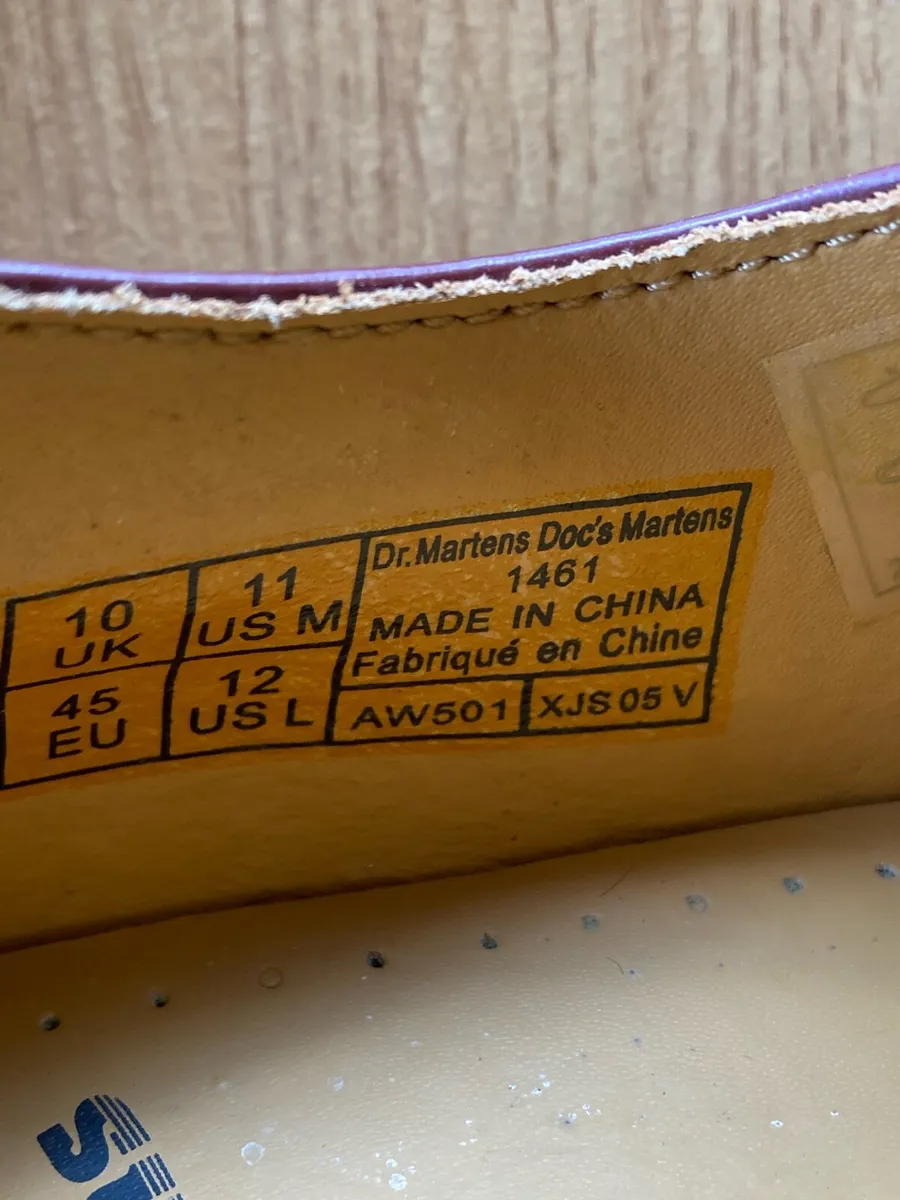 10
UK
11
US M
45
EU
12
US L
Dr.Martens Doc's Martens
1461
MADE IN CHINA
Fabriqué en Chine
AW501
XJS 05 V